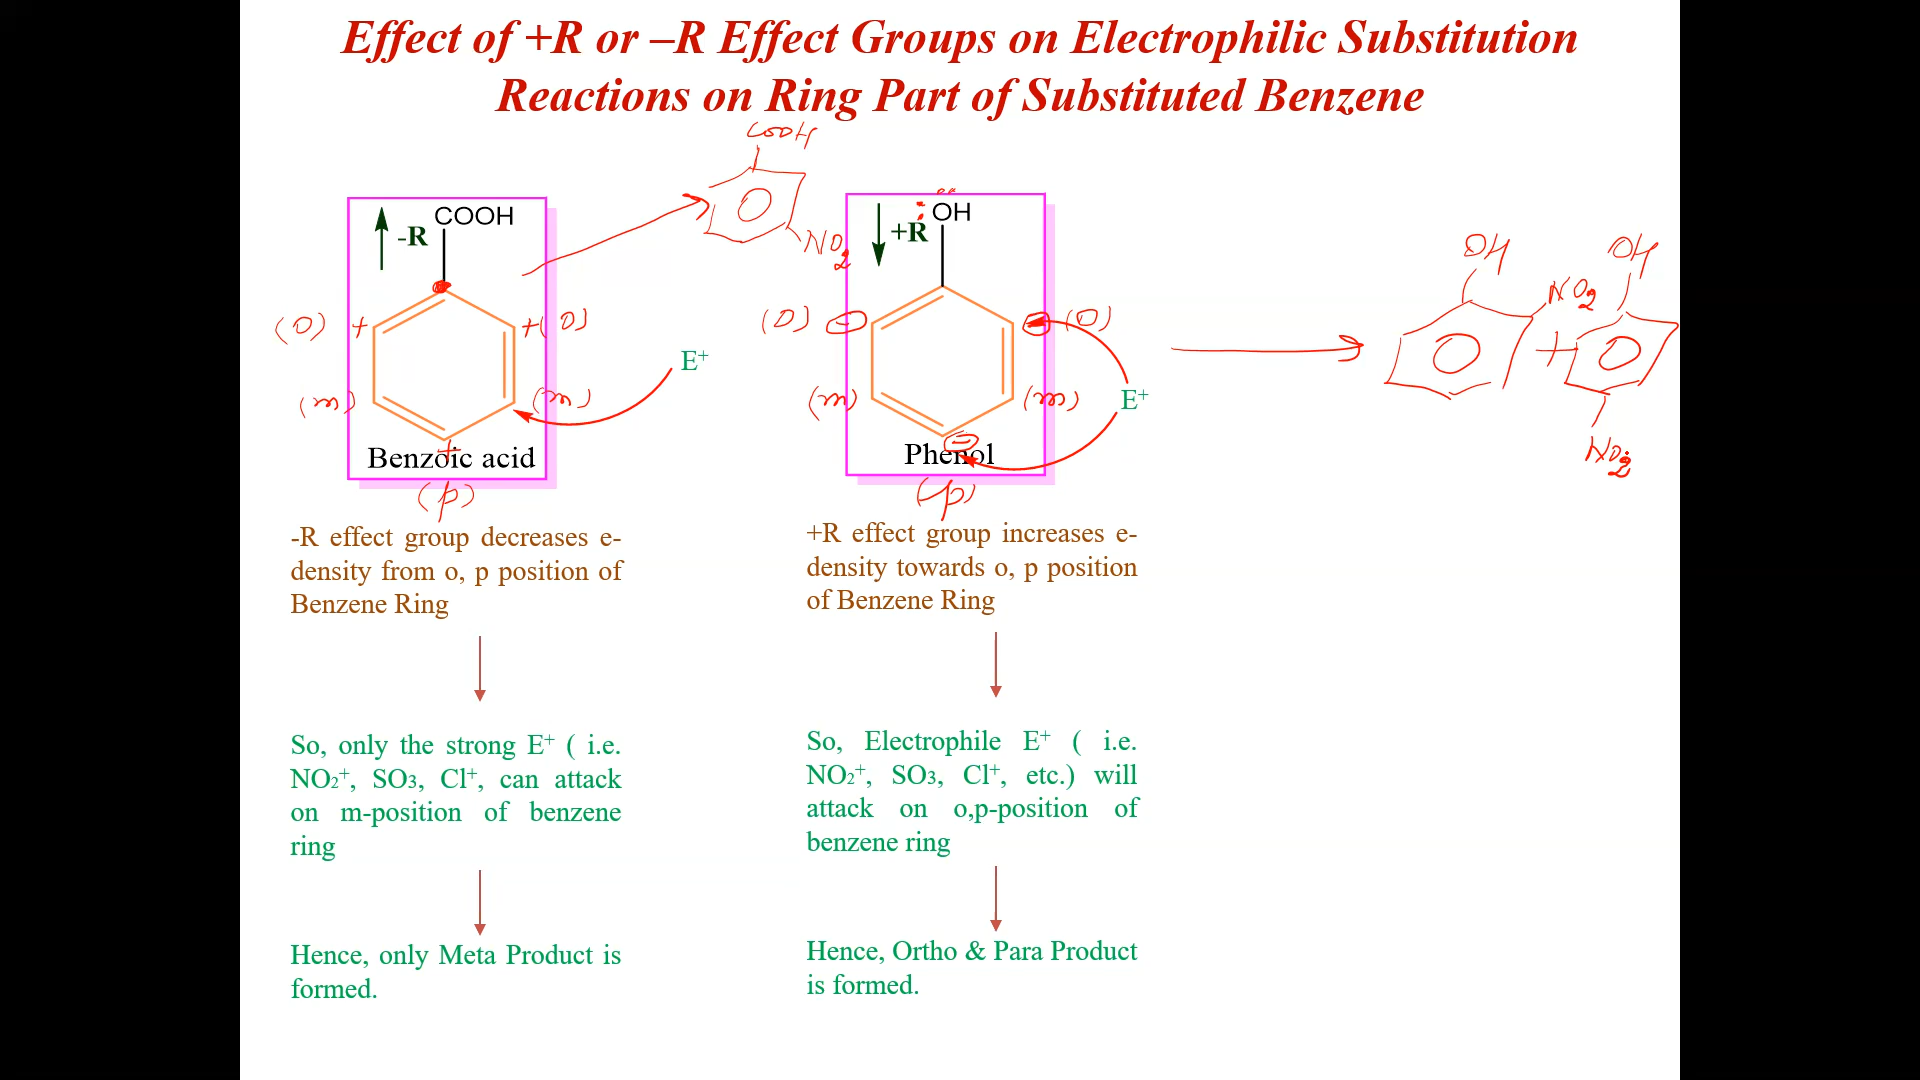 Effect of +R or –R Effect Groups on Electrophilic Substitution
Reactions on Ring Part of Substituted Benzene
COOH
NO2
COOH
-R
(O) + +(O)
(m) (m)
E+
+
Benzoic acid
(p)
OH
+R
(O) (O)
(m) (m)
E+
Phenol
(p)
OH
NO2
+
OH
NO2
-R effect group decreases e-
density from o, p position of
Benzene Ring
So, only the strong E+ ( i.e.
NO2+, SO3, Cl+, can attack
on m-position of benzene
ring
Hence, only Meta Product is
formed.
+R effect group increases e-
density towards o, p position
of Benzene Ring
So, Electrophile E+ ( i.e.
NO2+, SO3, Cl+, etc.) will
attack on o,p-position of
benzene ring
Hence, Ortho & Para Product
is formed.